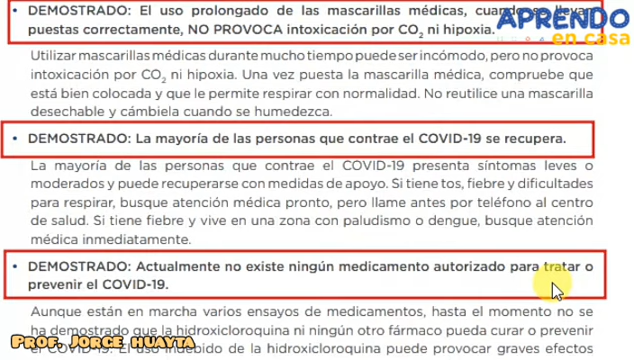 • DEMOSTRADO: El uso prolongado de las mascarillas médicas, cuando se llevan
puestas correctamente, NO PROVOCA intoxicación por CO₂ ni hipoxia.
APRENDO
en casa
Utilizar mascarillas médicas durante mucho tiempo puede ser incómodo, pero no provoca
intoxicación por CO₂ ni hipoxia. Una vez puesta la mascarilla médica, compruebe que
está bien colocada y que le permite respirar con normalidad. No reutilice una mascarilla
desechable y cámbiela cuando se humedezca.
• DEMOSTRADO: La mayoría de las personas que contrae el COVID-19 se recupera.
La mayoría de las personas que contrae el COVID-19 presenta síntomas leves o
moderados y puede recuperarse con medidas de apoyo. Si tiene tos, fiebre y dificultades
para respirar, busque atención médica pronto, pero llame antes por teléfono al centro
de salud. Si tiene fiebre y vive en una zona con paludismo o dengue, busque atención
médica inmediatamente.
• DEMOSTRADO: Actualmente no existe ningún medicamento autorizado para tratar o
prevenir el COVID-19.
Aunque están en marcha varios ensayos de medicamentos, hasta el momento no se
ha demostrado que la hidroxicloroquina ni ningún otro fármaco pueda curar o prevenir
el COVID-19. El uso indebido de la hidroxicloroquina puede provocar graves efectos
Prof. Jorge huayta